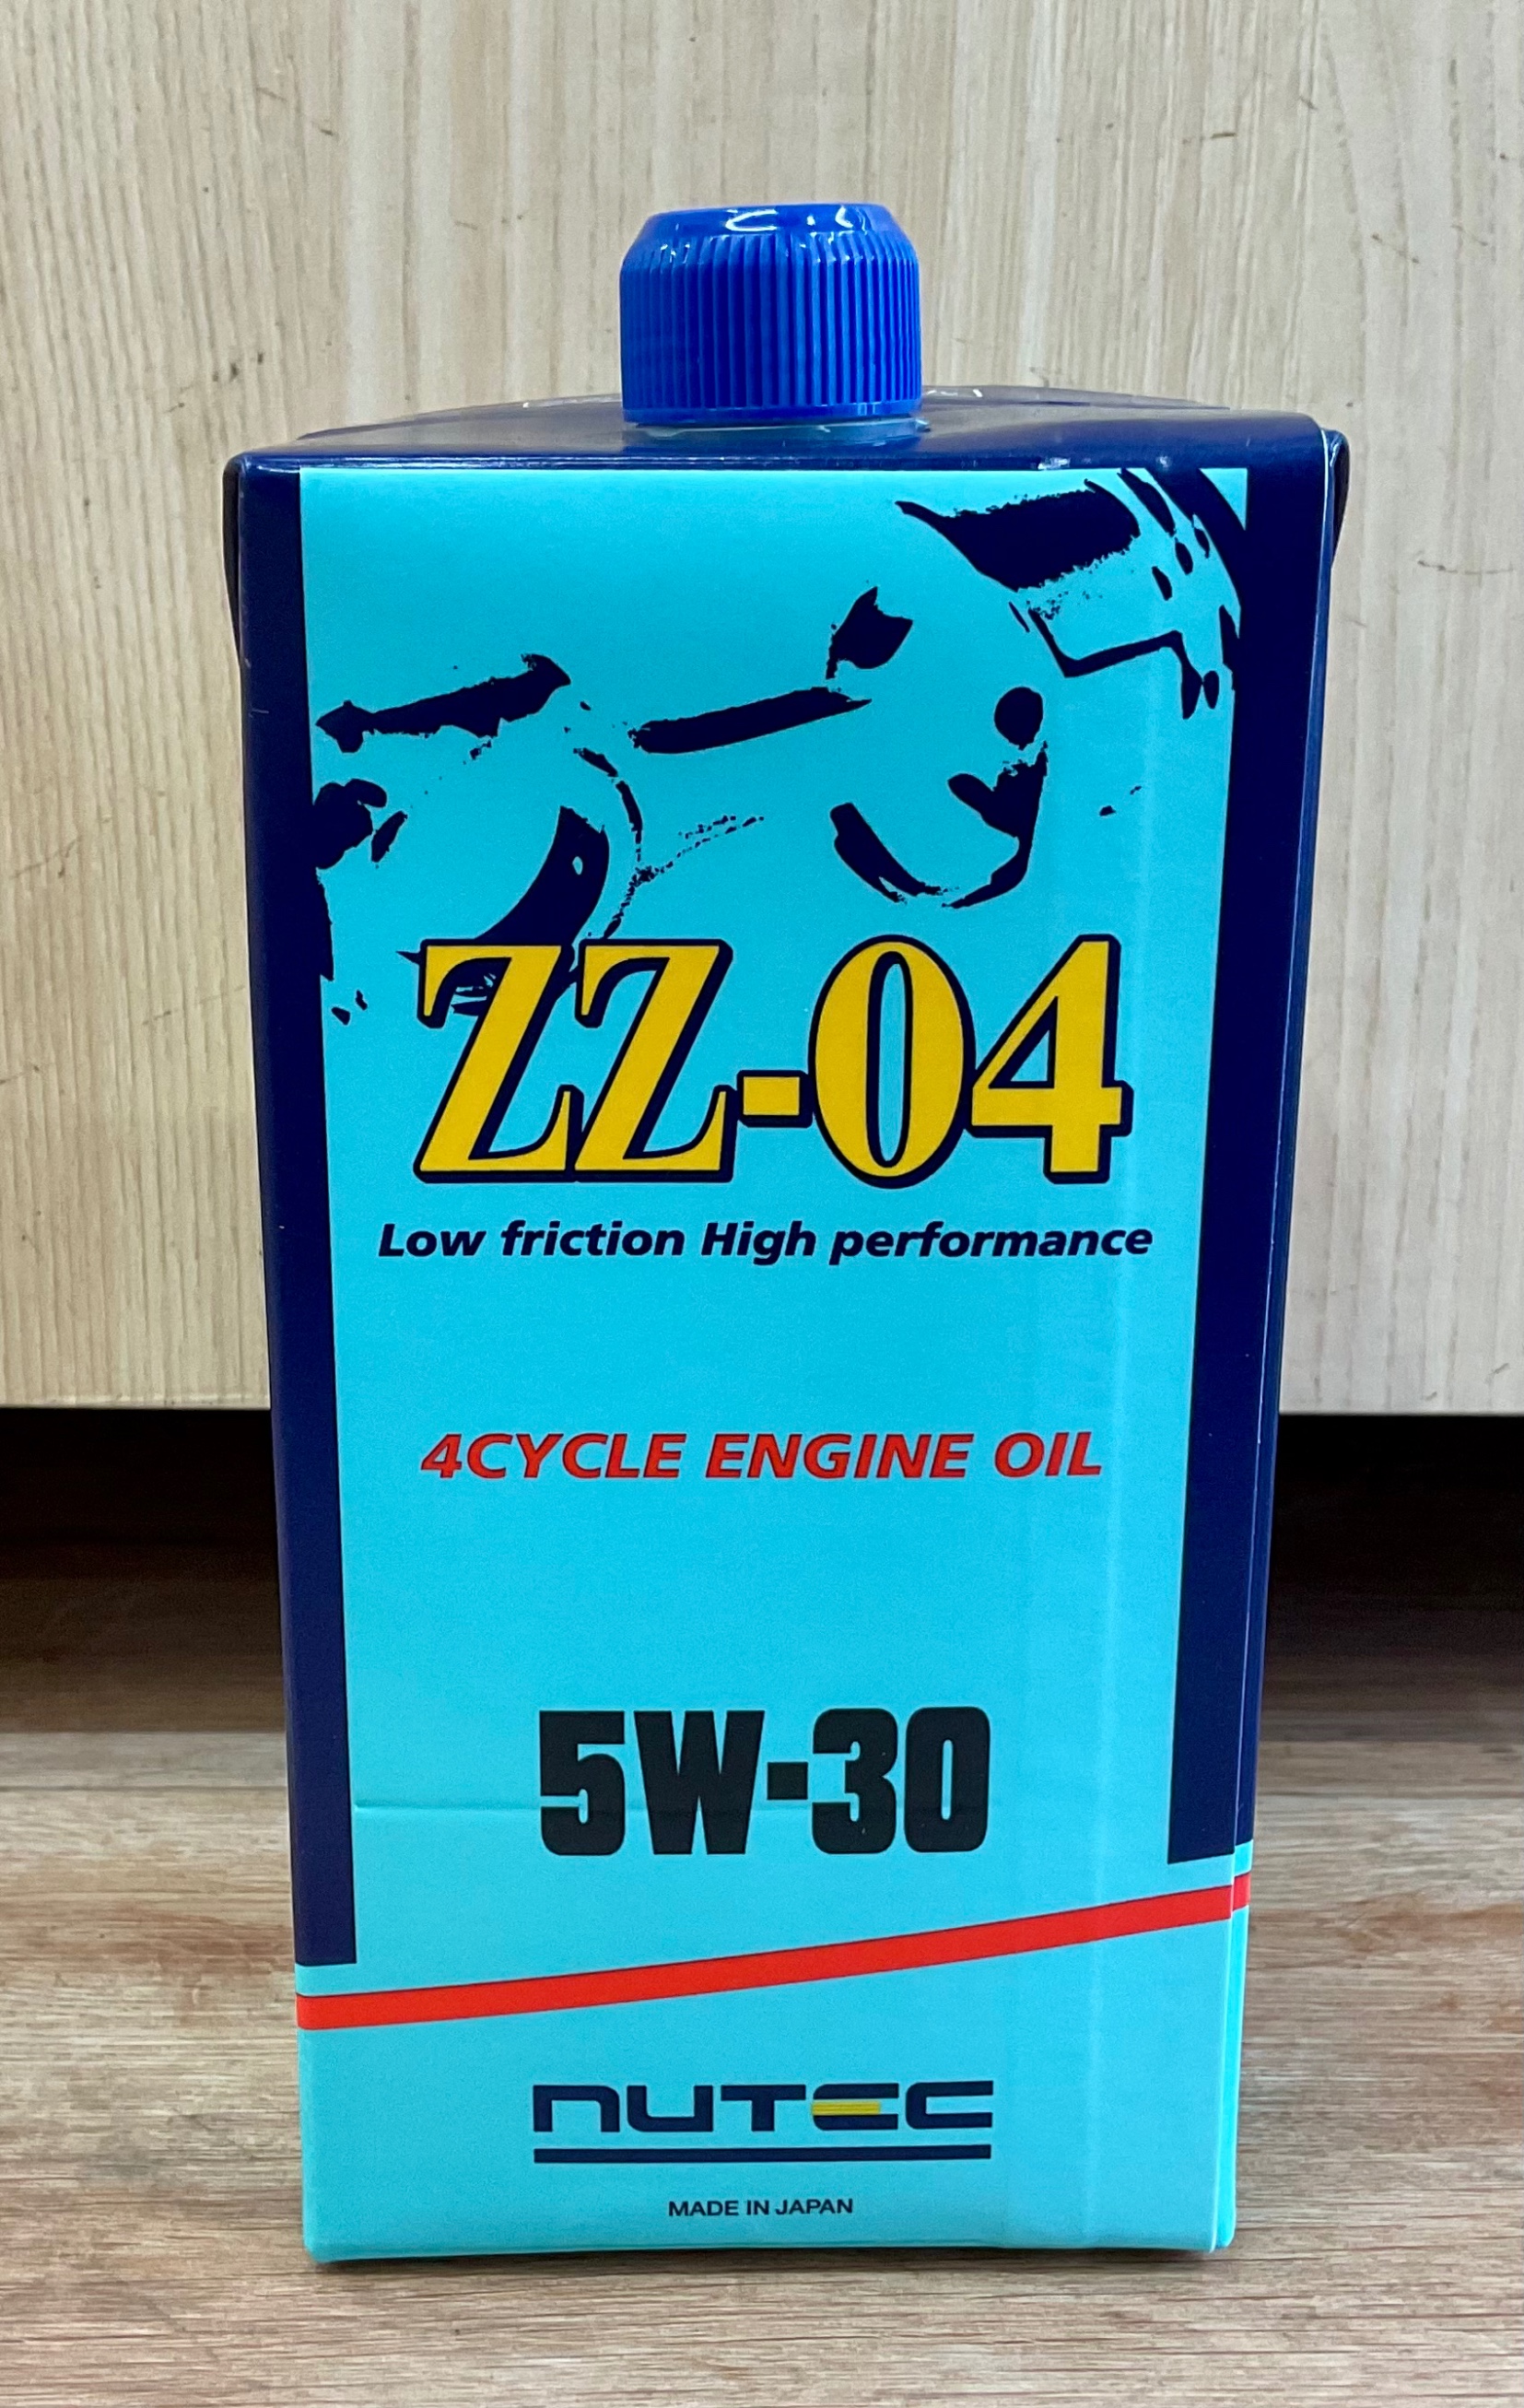 ZZ-04
Low friction High performance
4CYCLE ENGINE OIL
5W-30
NUTEC
MADE IN JAPAN